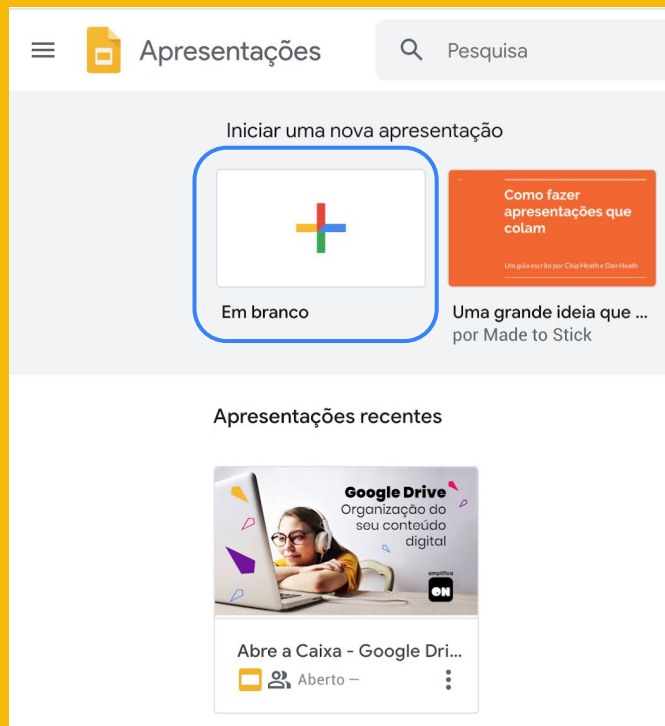 Apresentações
Pesquisa
Iniciar uma nova apresentação
Como fazer
apresentações que
colam
Um guia escrito por Chip Heath e Dan Heath
Em branco
Uma grande ideia que ...
por Made to Stick
Apresentações recentes
Google Drive
Organização do
seu conteúdo
digital
amplifica
ON
Abre a Caixa - Google Dri...
Aberto —